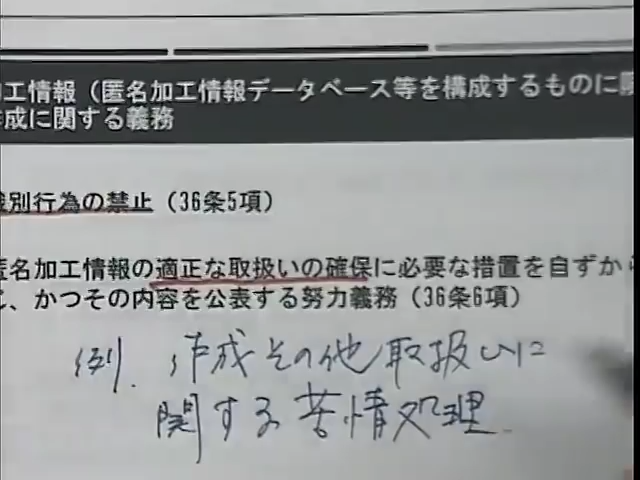 加工情報（匿名加工情報データベース等を構成するものに
作成に関する義務
識別行為の禁止（36条5項）
匿名加工情報の適正な取扱いの確保に必要な措置を自ずから
、かつその内容を公表する努力義務（36条6項）
例. 作成その他取扱いに
関する苦情処理